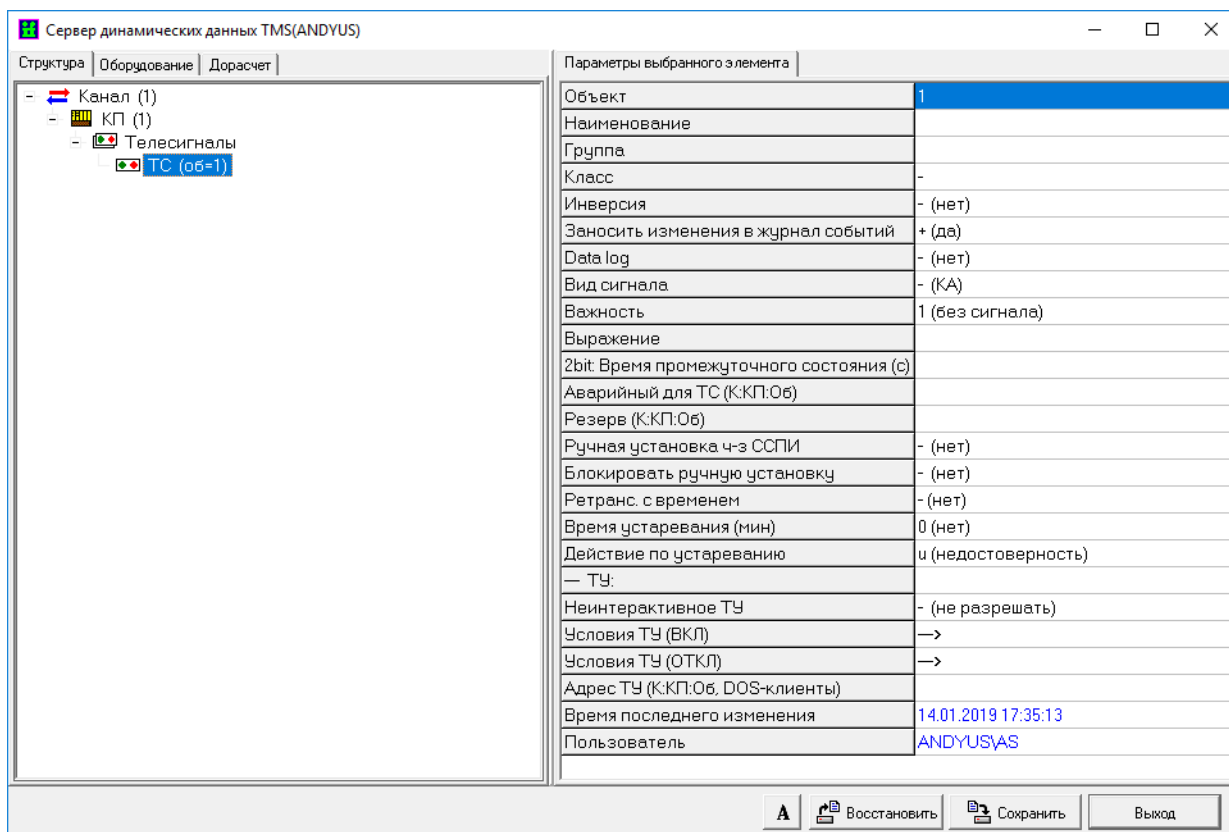 Сервер динамических данных TMS(ANDYUS)
Структура Оборудование Дорасчет
Параметры выбранного элемента
Канал (1)
КП (1)
Телесигналы
ТС (об=1)
Объект 1
Наименование
Группа
Класс -
Инверсия - (нет)
Заносить изменения в журнал событий + (да)
Data log - (нет)
Вид сигнала - (КА)
Важность 1 (без сигнала)
Выражение
2bit: Время промежуточного состояния (с)
Аварийный для ТС (К:КП:Об)
Резерв (К:КП:Об)
Ручная установка ч-з ССПИ - (нет)
Блокировать ручную установку - (нет)
Ретранс. с временем - (нет)
Время устаревания (мин) 0 (нет)
Действие по устареванию u (недостоверность)
— ТУ:
Неинтерактивное ТУ - (не разрешать)
Условия ТУ (ВКЛ) —>
Условия ТУ (ОТКЛ) —>
Адрес ТУ (К:КП:Об, DOS-клиенты)
Время последнего изменения 14.01.2019 17:35:13
Пользователь ANDYUS\AS
A Восстановить Сохранить Выход